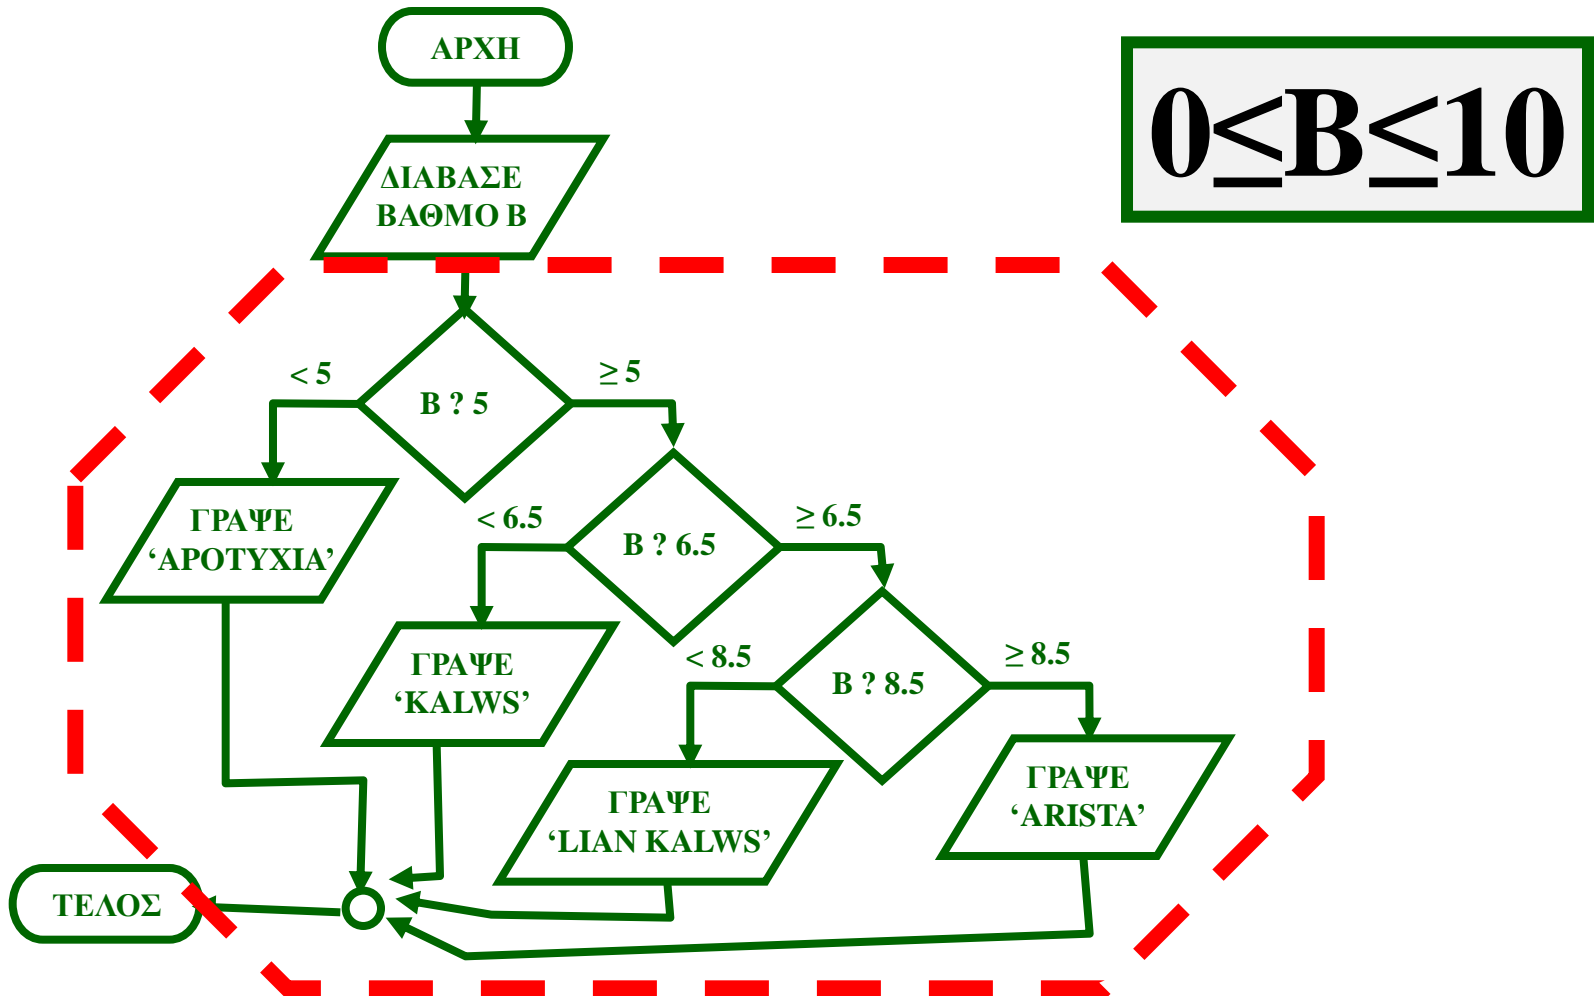 ΑΡΧΗ
0≤Β≤10
ΔΙΑΒΑΣΕ
ΒΑΘΜΟ Β
< 5
≥ 5
Β ? 5
ΓΡΑΨΕ
‘APOTYXIA’
< 6.5
≥ 6.5
Β ? 6.5
ΓΡΑΨΕ
‘KALWS’
< 8.5
≥ 8.5
Β ? 8.5
ΓΡΑΨΕ
‘LIAN KALWS’
ΓΡΑΨΕ
‘ARISTA’
ΤΕΛΟΣ